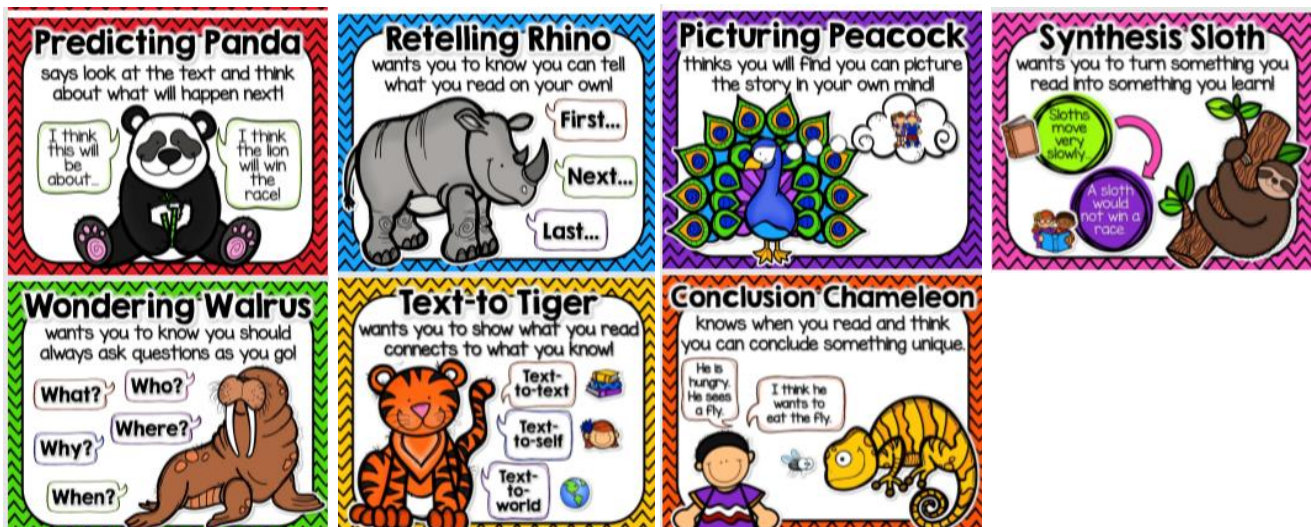 Predicting Panda
says look at the text and think
about what will happen next!
I think
this will
be
about...
I think
the lion
will win
the
race!
Retelling Rhino
wants you to know you can tell
what you read on your own!
First...
Next...
Last...
Picturing Peacock
thinks you will find you can picture
the story in your own mind!
Synthesis Sloth
wants you to turn something you
read into something you learn!
Sloths
move
very
slowly...
A sloth
would
not win a
race.
Wondering Walrus
wants you to know you should
always ask questions as you go!
What?
Who?
Where?
Why?
When?
Text-to Tiger
wants you to show what you read
connects to what you know!
Text-
to-text
Text-
to-self
Text-
to-
world
Conclusion Chameleon
knows when you read and think
you can conclude something unique.
He is
hungry.
He sees
a fly.
I think he
wants to
eat the fly.